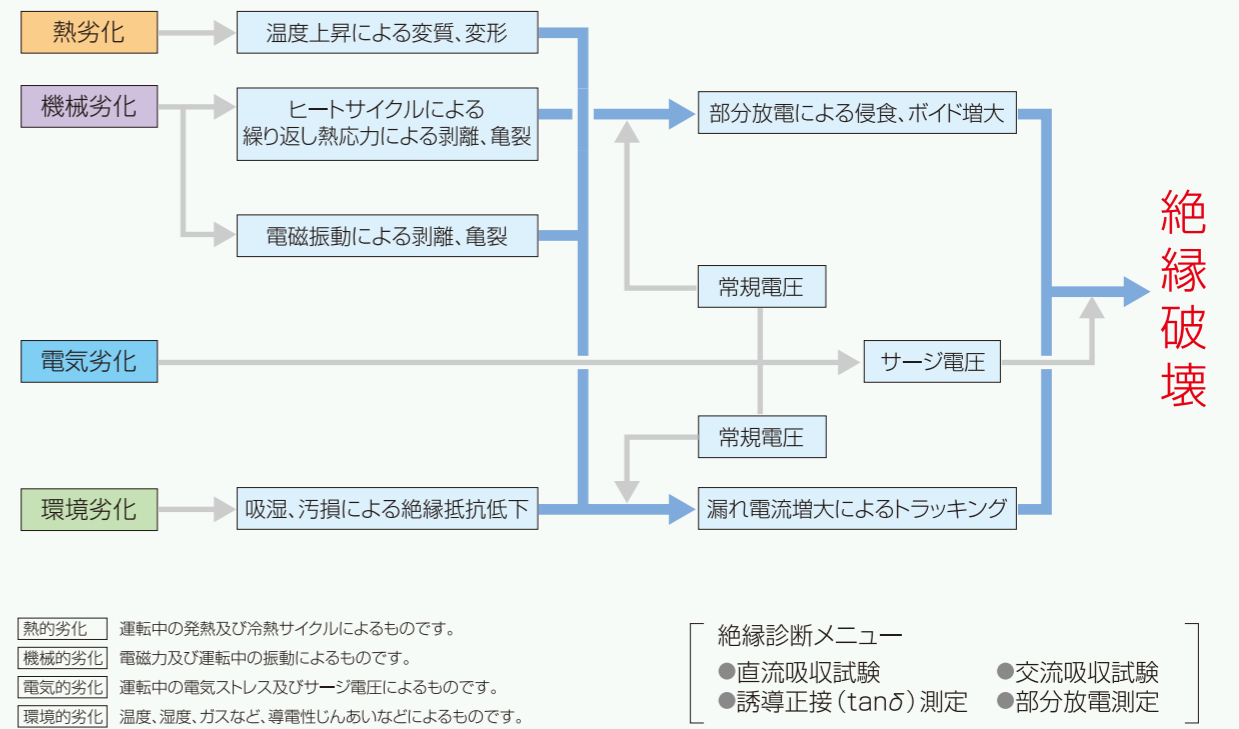 熱劣化
温度上昇による変質、変形
機械劣化
ヒートサイクルによる
繰り返し熱応力による剥離、亀裂
部分放電による侵食、ボイド増大
電磁振動による剥離、亀裂
常規電圧
電気劣化
サージ電圧
常規電圧
環境劣化
吸湿、汚損による絶縁抵抗低下
漏れ電流増大によるトラッキング
絶縁破壊
熱的劣化 運転中の発熱及び冷熱サイクルによるものです。
機械的劣化 電磁力及び運転中の振動によるものです。
電気的劣化 運転中の電気ストレス及びサージ電圧によるものです。
環境的劣化 温度、湿度、ガスなど、導電性じんあいなどによるものです。
絶縁診断メニュー
●直流吸収試験 ●交流吸収試験
●誘導正接(tanδ)測定 ●部分放電測定